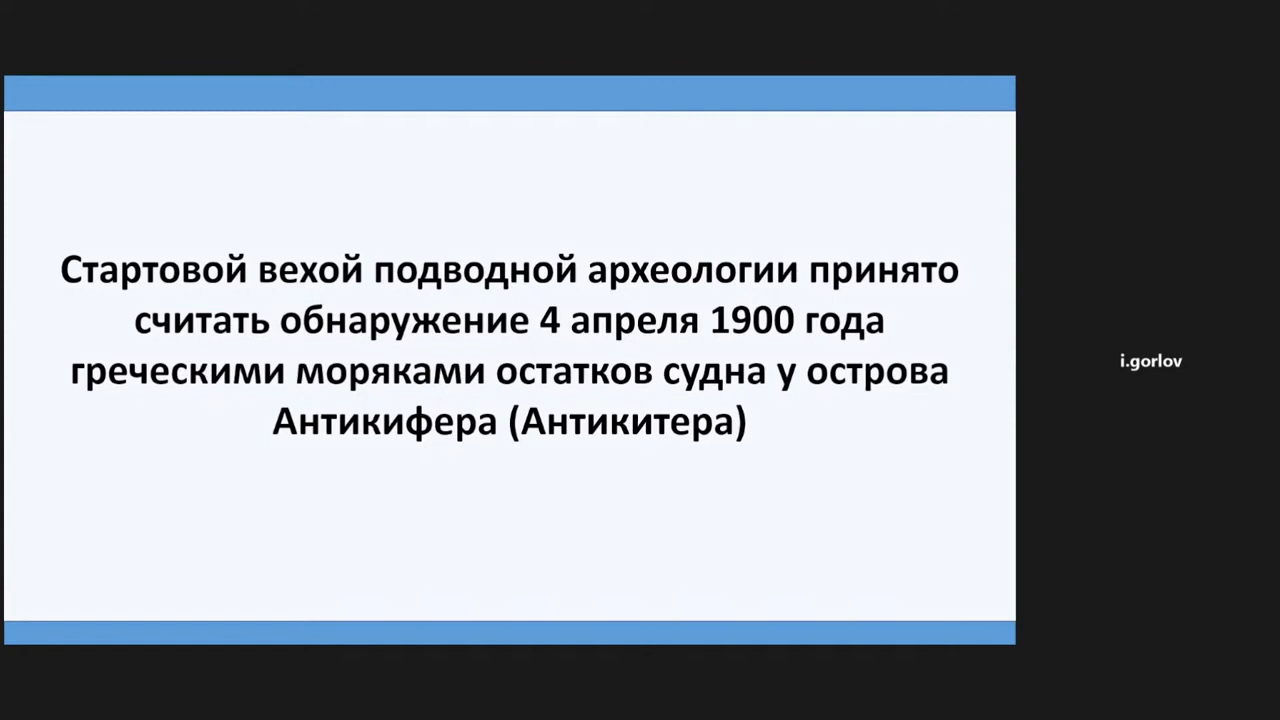 Стартовой вехой подводной археологии принято
считать обнаружение 4 апреля 1900 года
греческими моряками остатков судна у острова
Антикифера (Антикитера)
i.gorlov